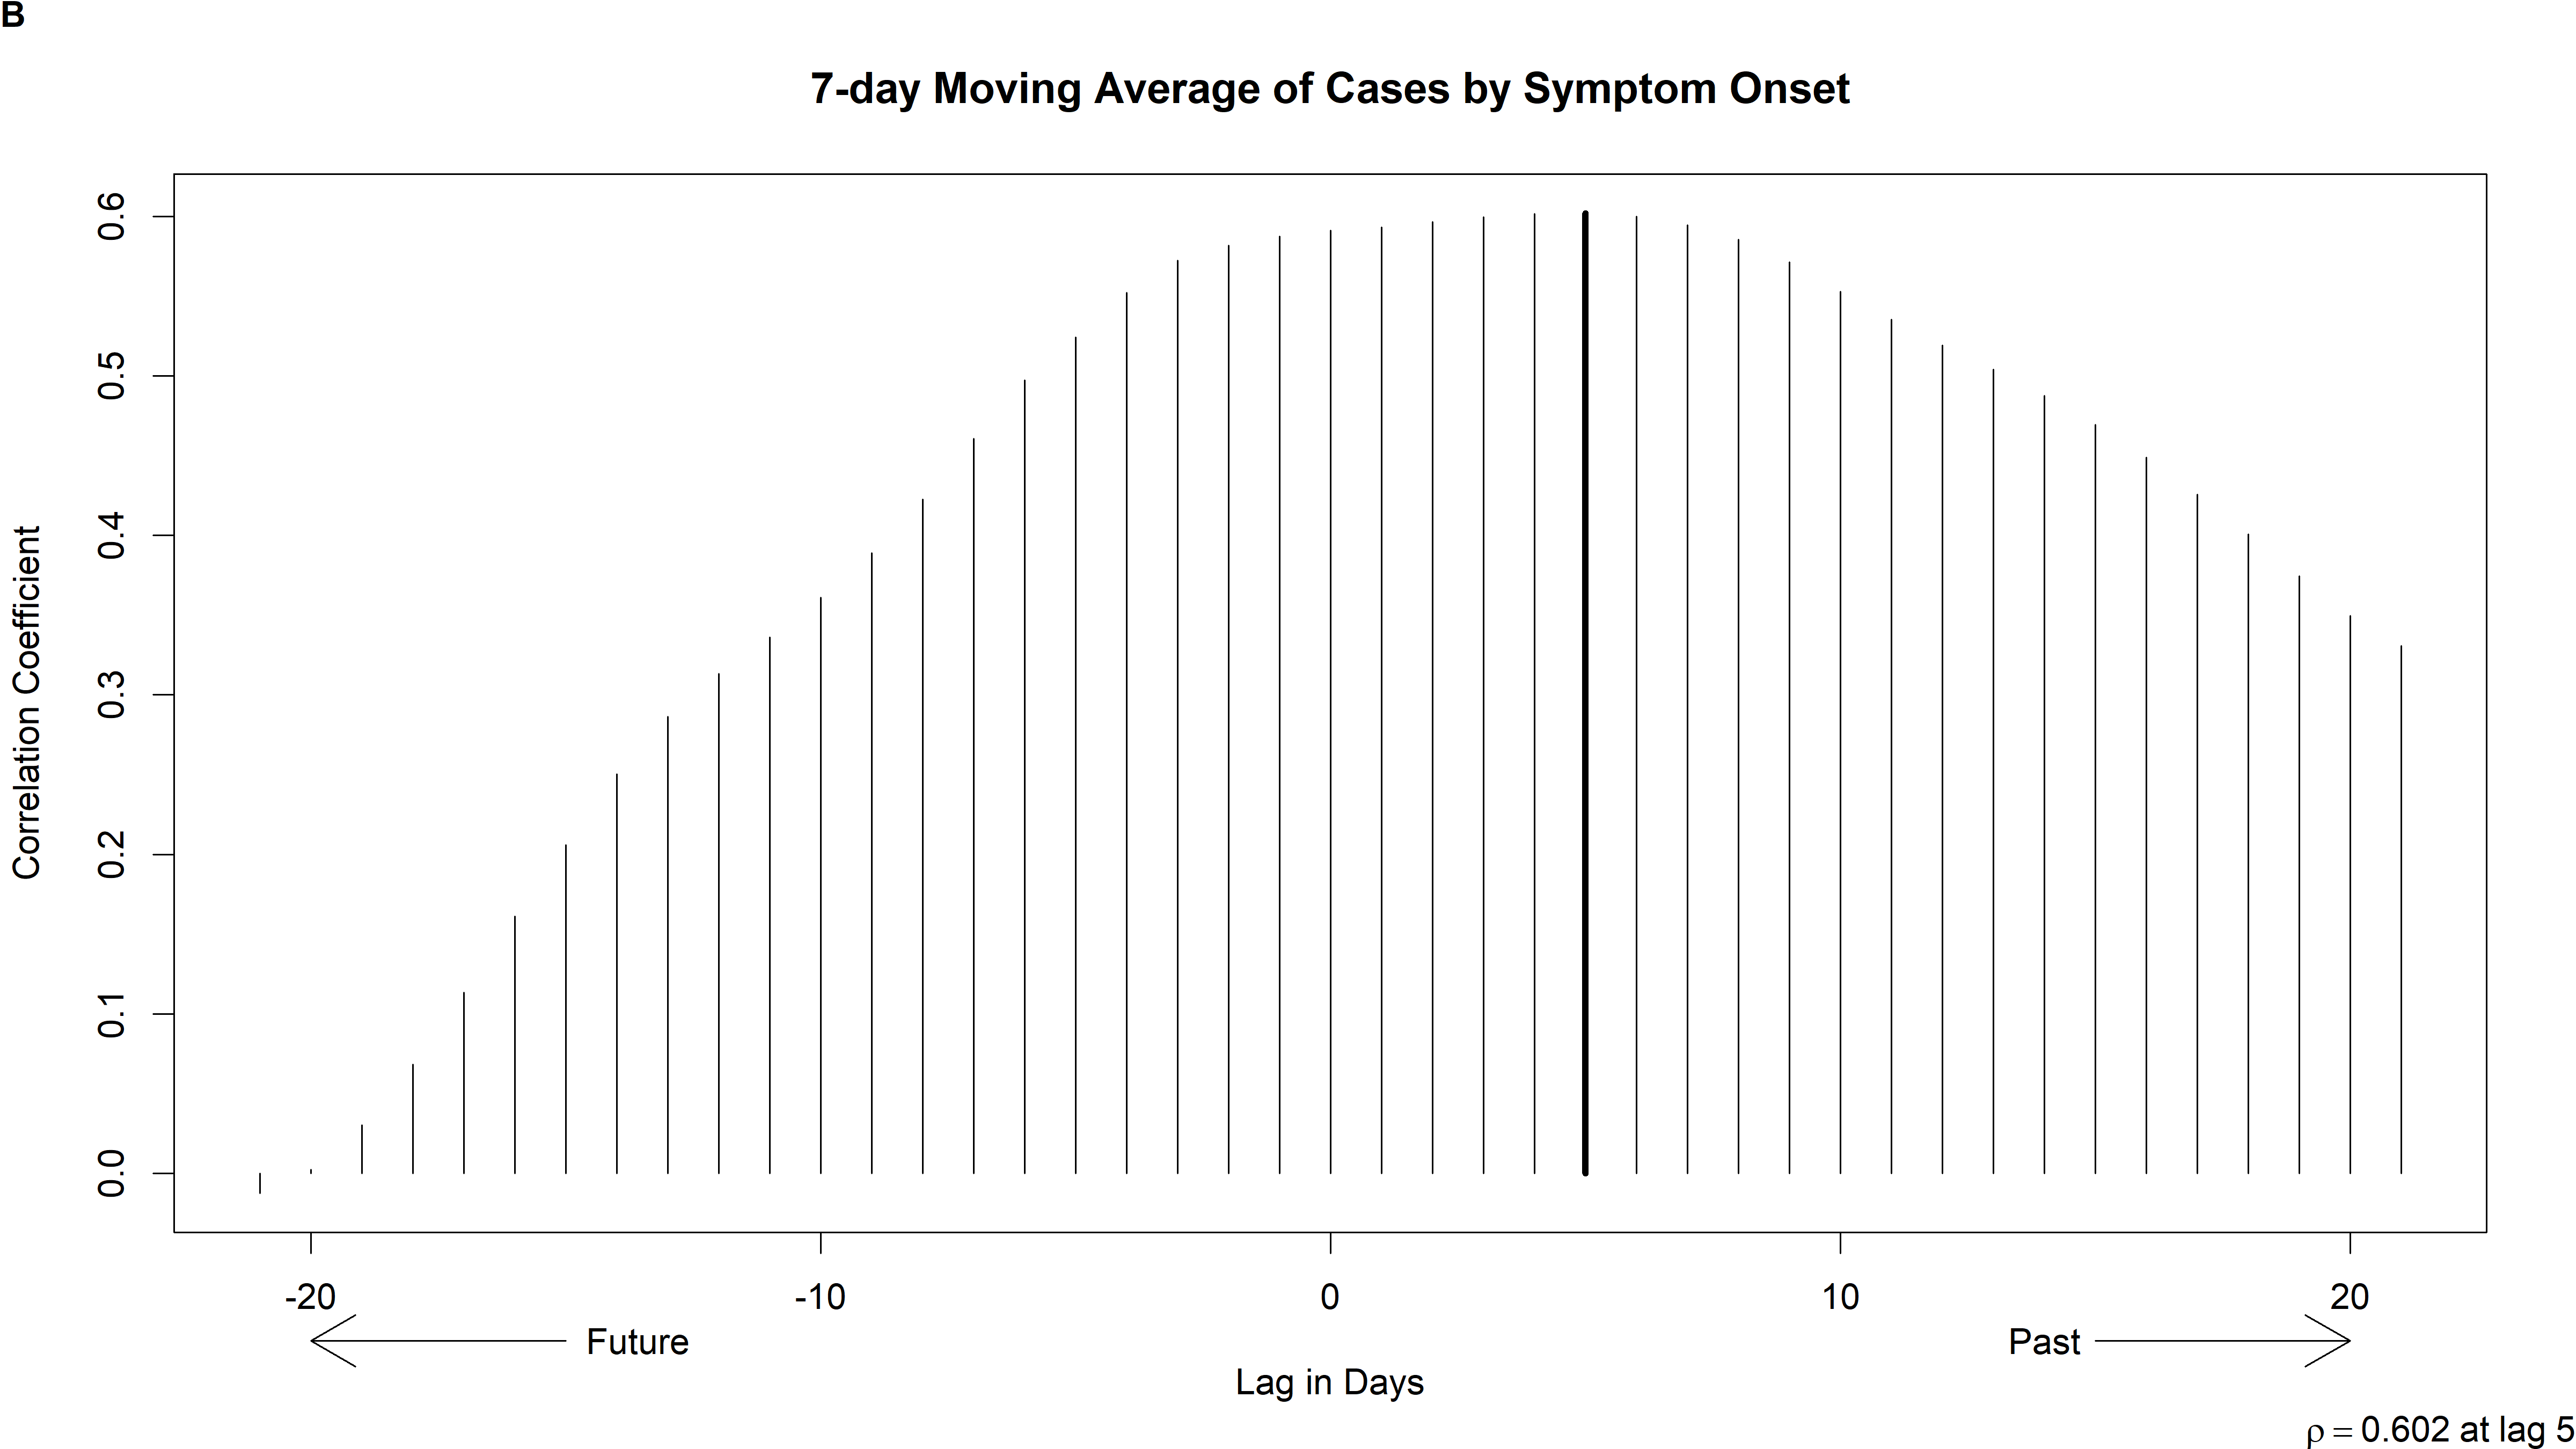 B
7-day Moving Average of Cases by Symptom Onset
Correlation Coefficient
0.6
0.5
0.4
0.3
0.2
0.1
0.0
-20
-10
0
10
20
Future
Past
Lag in Days
ρ = 0.602 at lag 5